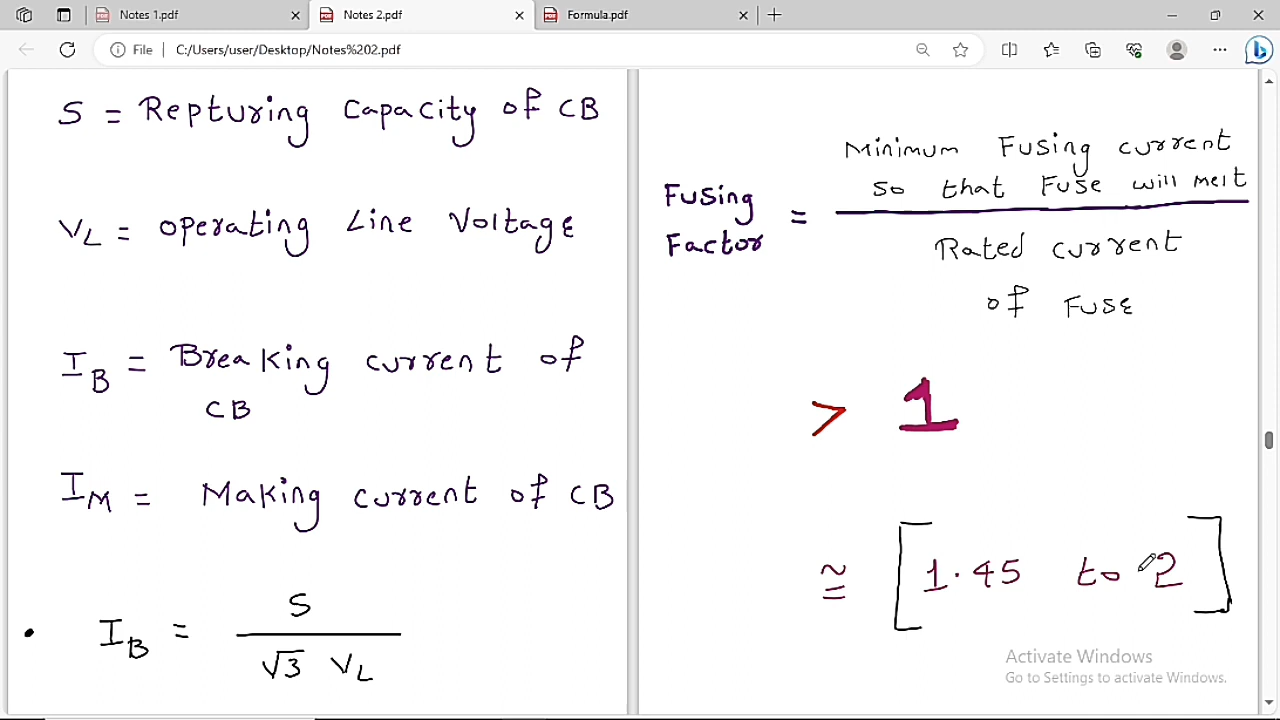 Notes 1.pdf
Notes 2.pdf
Formula.pdf
File C:/Users/user/Desktop/Notes%202.pdf
S = Repturing Capacity of CB
VL = Operating Line Voltage
IB = Breaking current of
CB
IM = Making current of CB
• IB = S
√3 VL
Fusing
Factor
=
Minimum Fusing current
so that Fuse will melt
Rated current
of Fuse
> 1
≅ [1.45 to 2]
Activate Windows
Go to Settings to activate Windows.